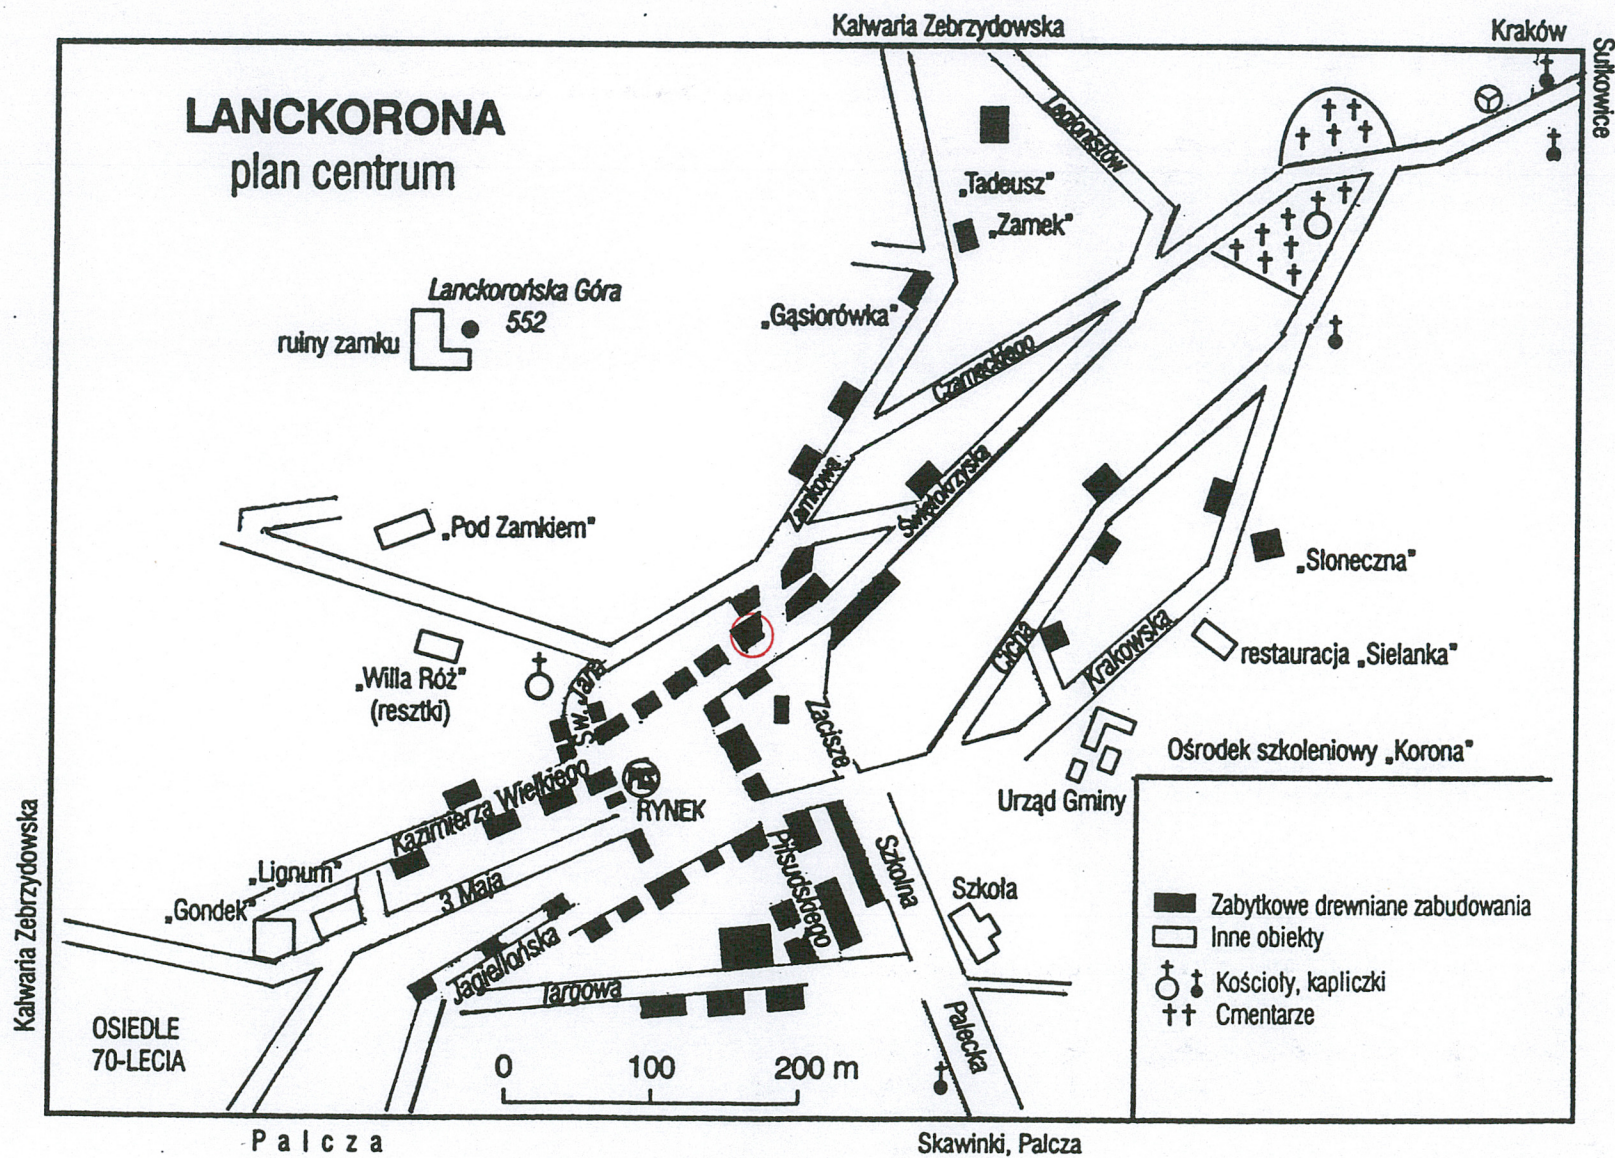 Kalwaria Zebrzydowska
Kraków
Sułkowice
LANCKORONA
plan centrum
Legionistów
„Tadeusz”
„Zamek”
Lanckorońska Góra
552
ruiny zamku
„Gąsiorówka”
Czarneckiego
Zamkowa
Świętokrzyska
„Pod Zamkiem”
„Słoneczna”
Cicha
Krakowska
restauracja „Sielanka”
„Willa Róż”
(resztki)
Św. Jana
Zacisze
Ośrodek szkoleniowy „Korona”
Urząd Gminy
Kazimierza Wielkiego
PKS
RYNEK
Kalwaria Zebrzydowska
„Lignum”
„Gondek”
3 Maja
Piłsudskiego
Szkolna
Szkoła
Jagiellońska
Targowa
Palecka
OSIEDLE
70-LECIA
0 100 200 m
Zabytkowe drewniane zabudowania
Inne obiekty
Kościoły, kapliczki
Cmentarze
Palcza
Skawinki, Palcza